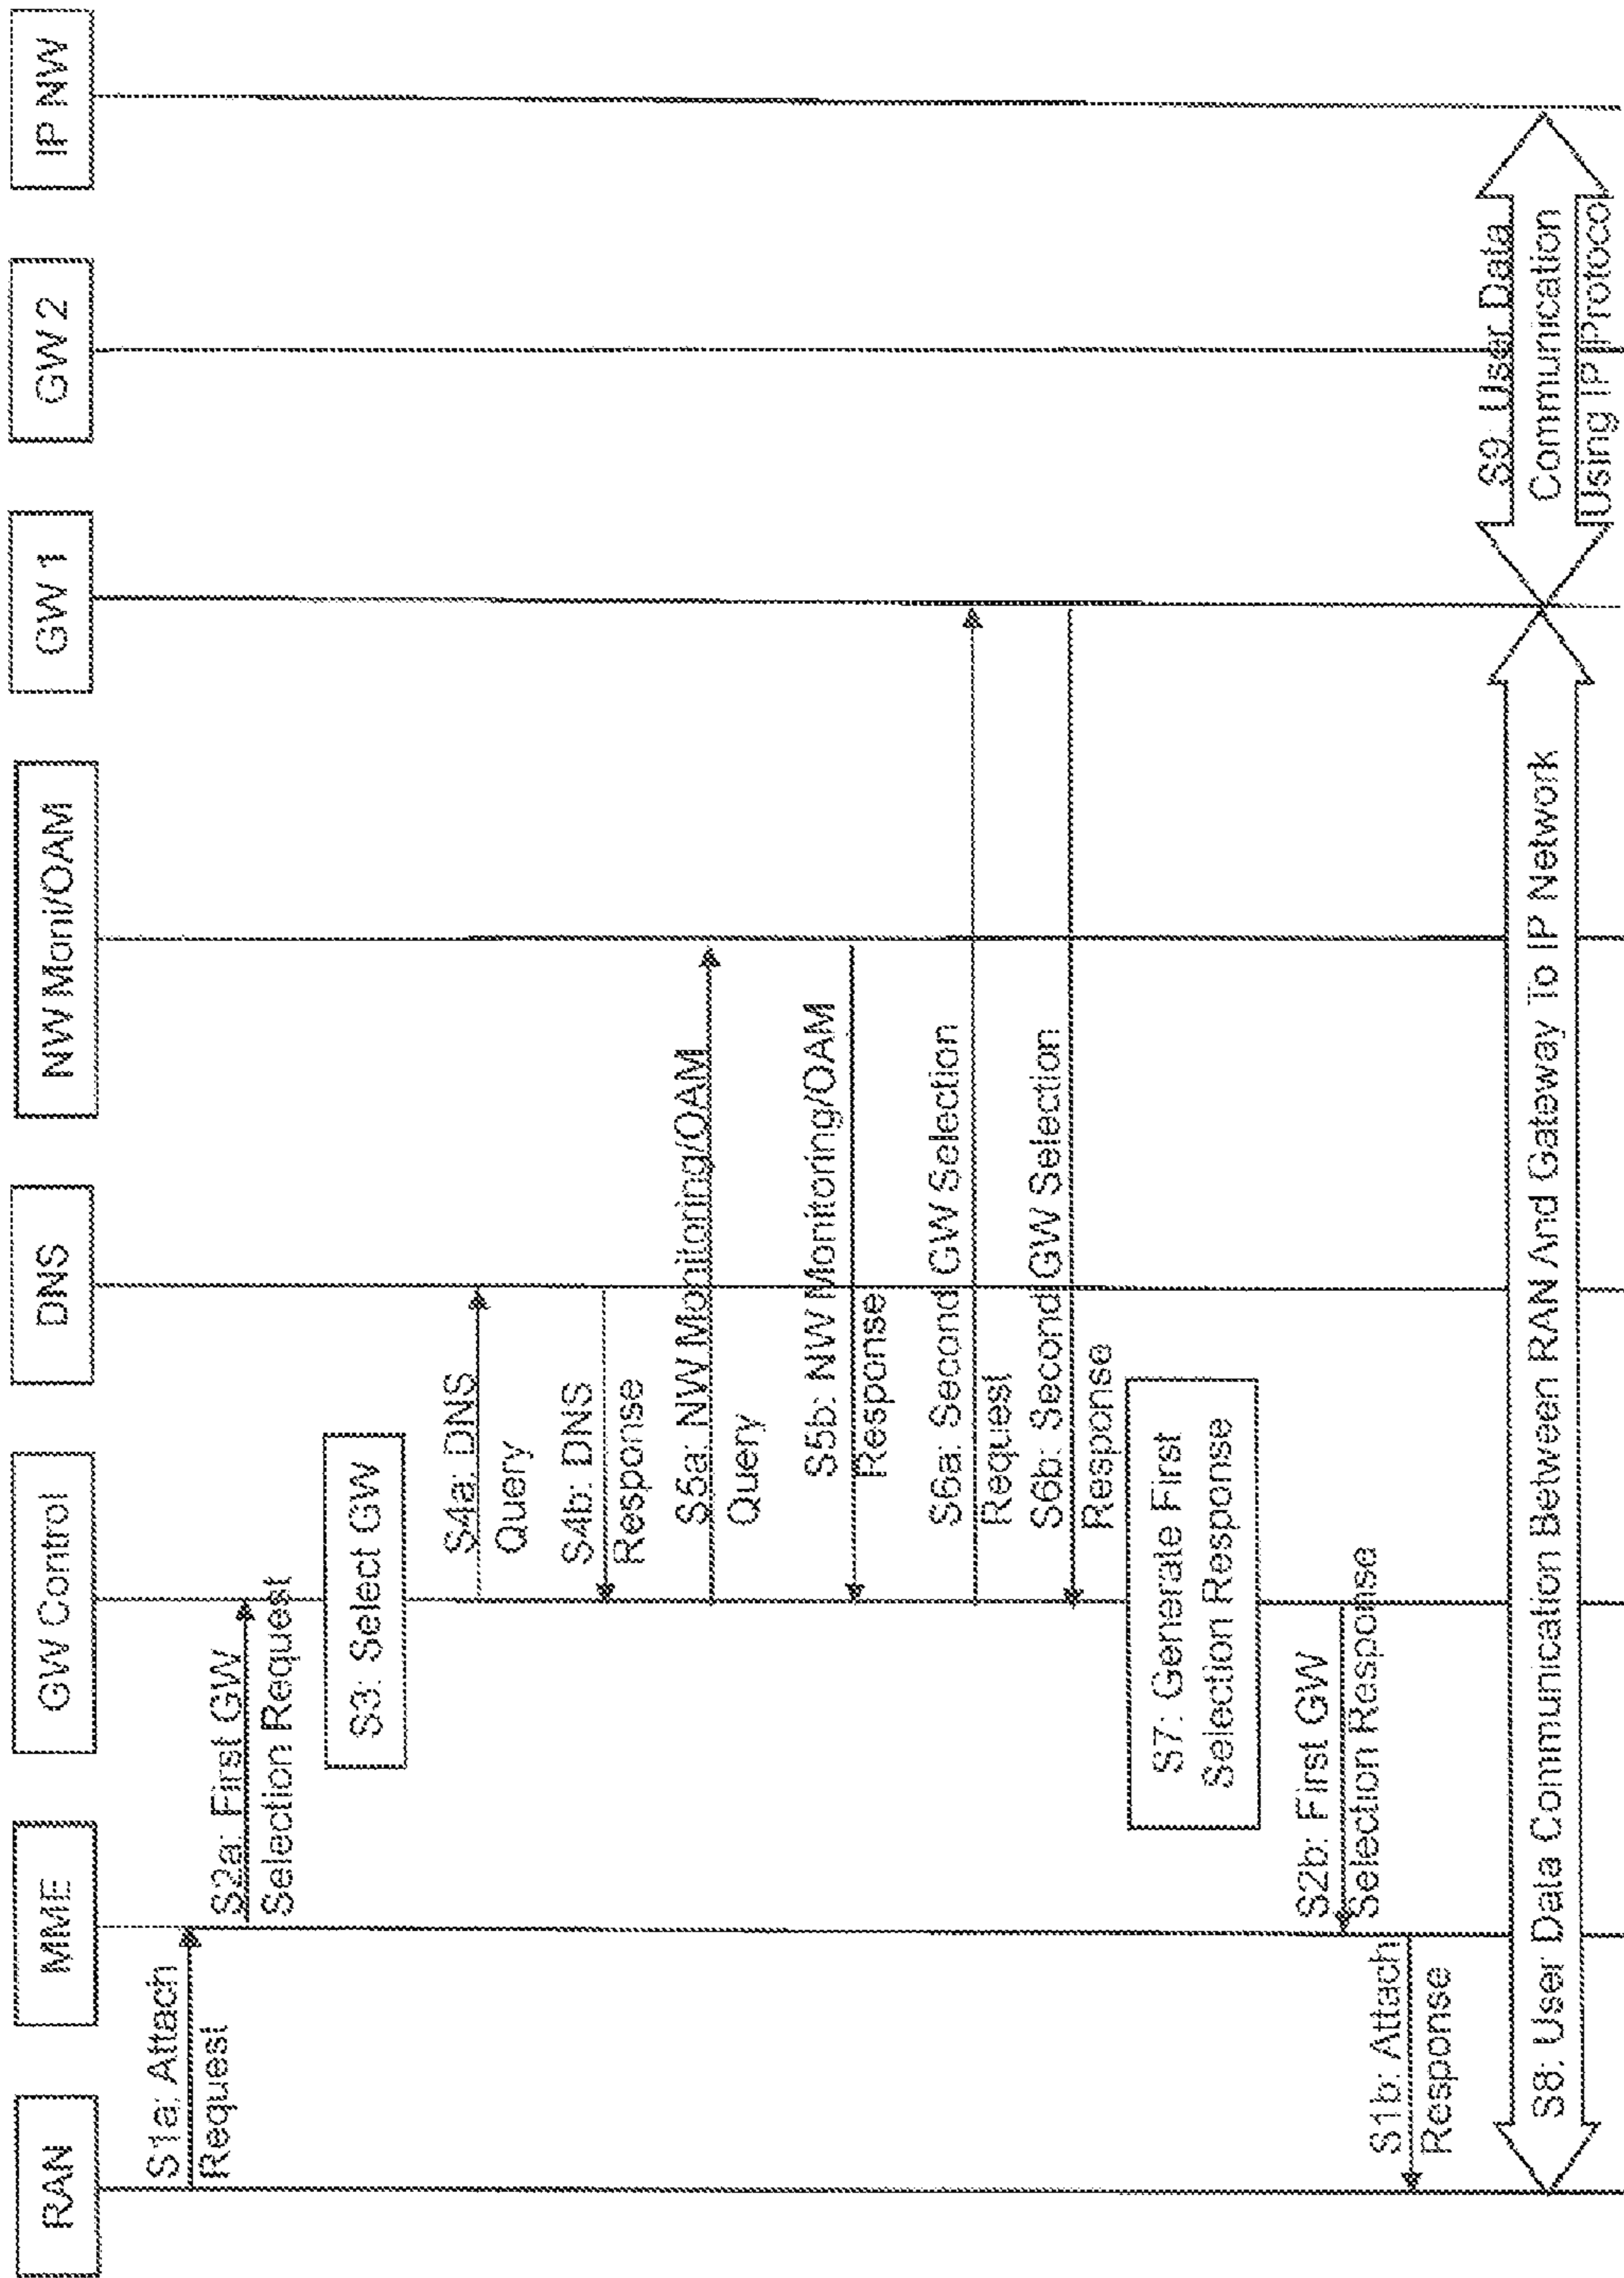 RAN
MME
GW Control
DNS
NW Moni/OAM
GW 1
GW 2
IP NW
S1a: Attach
Request
S2a: First GW
Selection Request
S3: Select GW
S4a: DNS
Query
S4b: DNS
Response
S5a: NW Monitoring/OAM
Query
S5b: NW Monitoring/OAM
Response
S6a: Second GW Selection
Request
S6b: Second GW Selection
Response
S7: Generate First
Selection Response
S2b: First GW
Selection Response
S1b: Attach
Response
S8: User Data Communication Between RAN And Gateway To IP Network
S9: User Data
Communication
Using IP Protocol